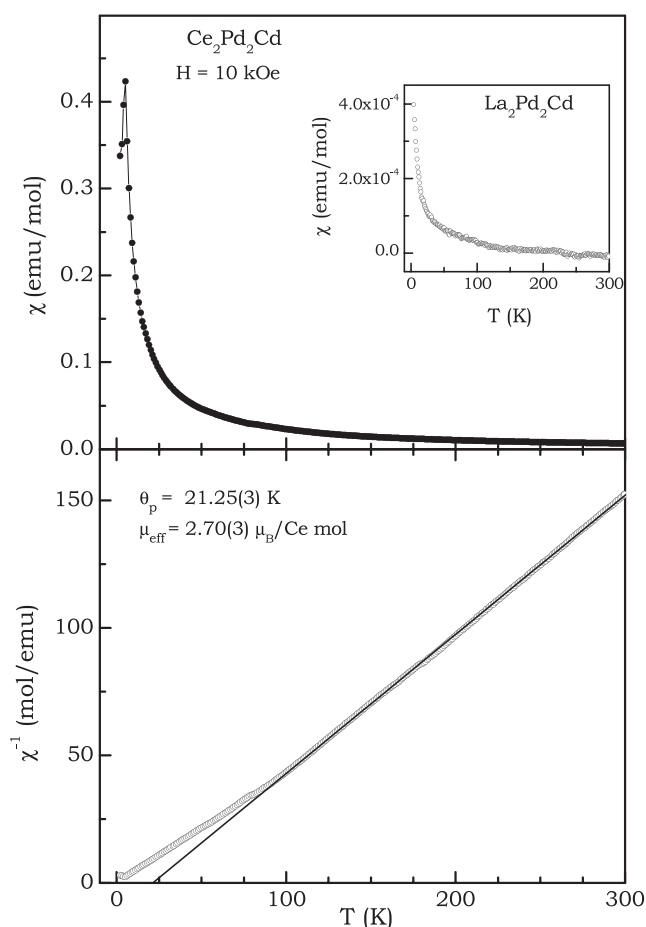 Ce₂Pd₂Cd
H = 10 kOe
χ (emu/mol)
0.4
0.3
0.2
0.1
0.0
La₂Pd₂Cd
χ (emu/mol)
4.0x10⁻⁴
2.0x10⁻⁴
0.0
0 100 200 300
T (K)
θₚ = 21.25(3) K
μ_eff = 2.70(3) μ_B/Ce mol
χ⁻¹ (mol/emu)
150
100
50
0
0 100 200 300
T (K)